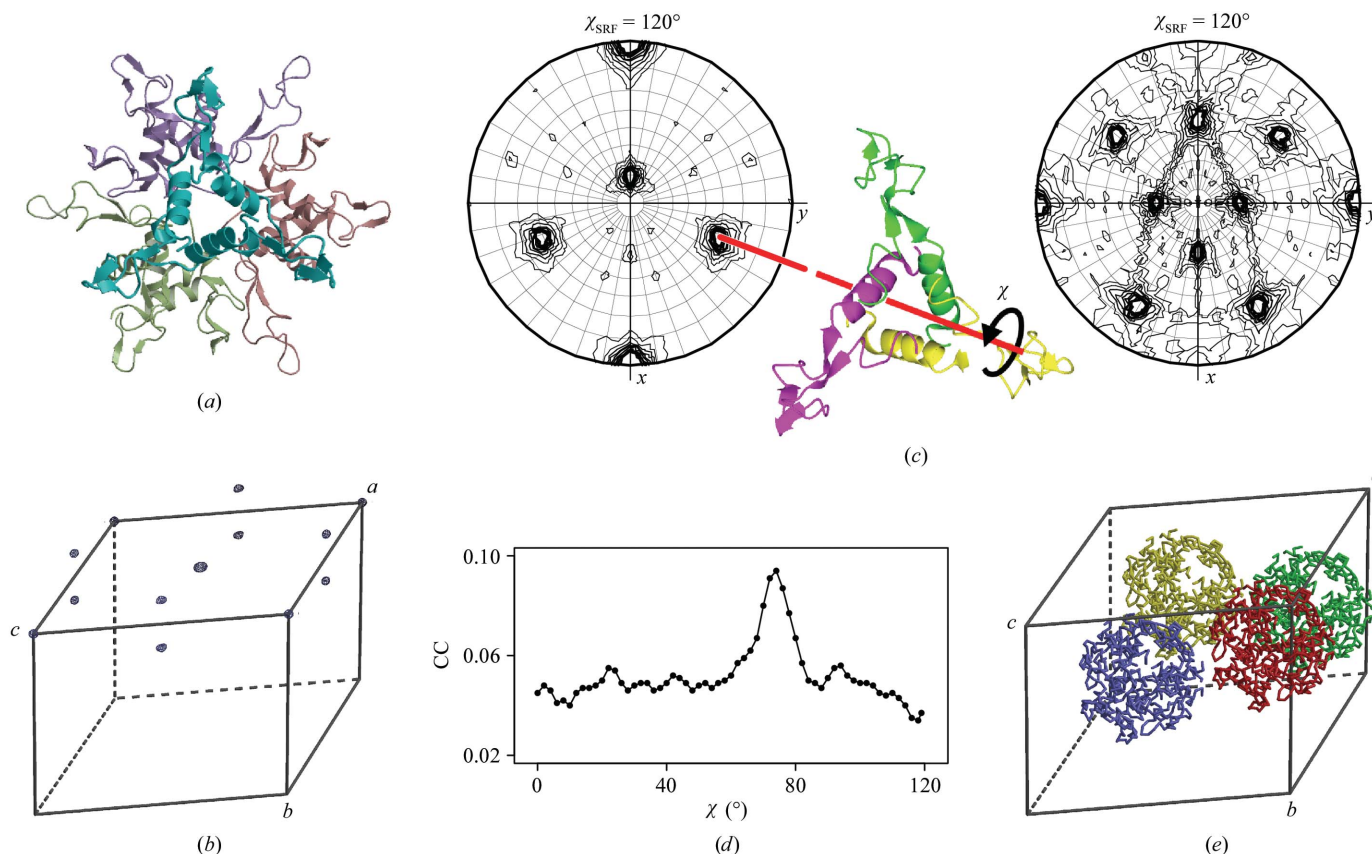 χSRF = 120°
χSRF = 120°
y
x
χ
y
x
(a)
(c)
a
c
b
(b)
0.10
0.06
0.02
CC
0
40
80
120
χ (°)
(d)
c
b
(e)